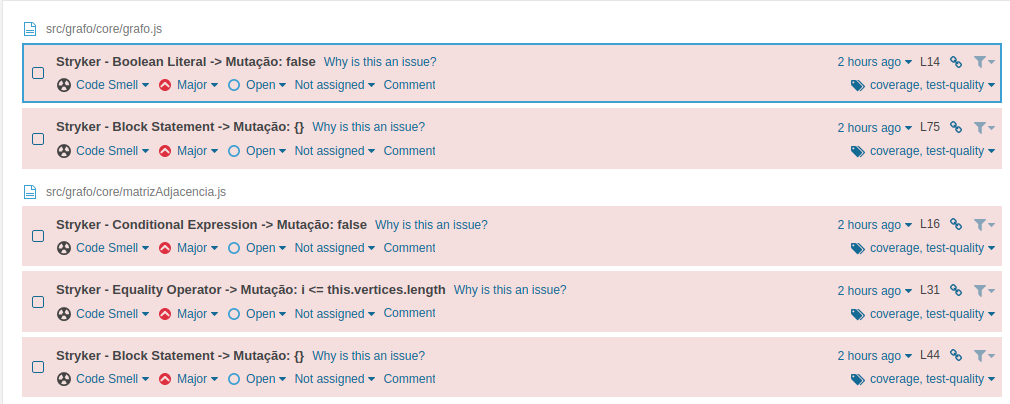 src/grafo/core/grafo.js
Stryker - Boolean Literal -> Mutação: false Why is this an issue? 2 hours ago L14
Code Smell Major Open Not assigned Comment coverage, test-quality
Stryker - Block Statement -> Mutação: {} Why is this an issue? 2 hours ago L75
Code Smell Major Open Not assigned Comment coverage, test-quality
src/grafo/core/matrizAdjacencia.js
Stryker - Conditional Expression -> Mutação: false Why is this an issue? 2 hours ago L16
Code Smell Major Open Not assigned Comment coverage, test-quality
Stryker - Equality Operator -> Mutação: i <= this.vertices.length Why is this an issue? 2 hours ago L31
Code Smell Major Open Not assigned Comment coverage, test-quality
Stryker - Block Statement -> Mutação: {} Why is this an issue? 2 hours ago L44
Code Smell Major Open Not assigned Comment coverage, test-quality